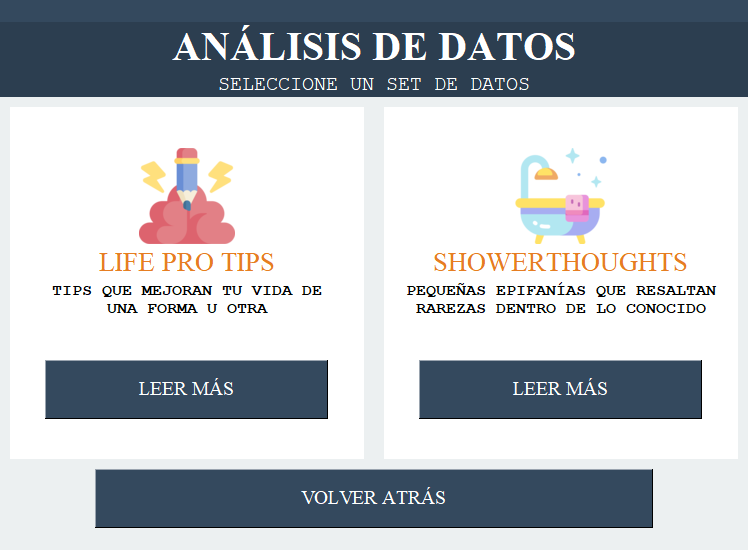 ANÁLISIS DE DATOS
SELECCIONE UN SET DE DATOS
LIFE PRO TIPS
TIPS QUE MEJORAN TU VIDA DE
UNA FORMA U OTRA
LEER MÁS
SHOWERTHOUGHTS
PEQUEÑAS EPIFANÍAS QUE RESALTAN
RAREZAS DENTRO DE LO CONOCIDO
LEER MÁS
VOLVER ATRÁS